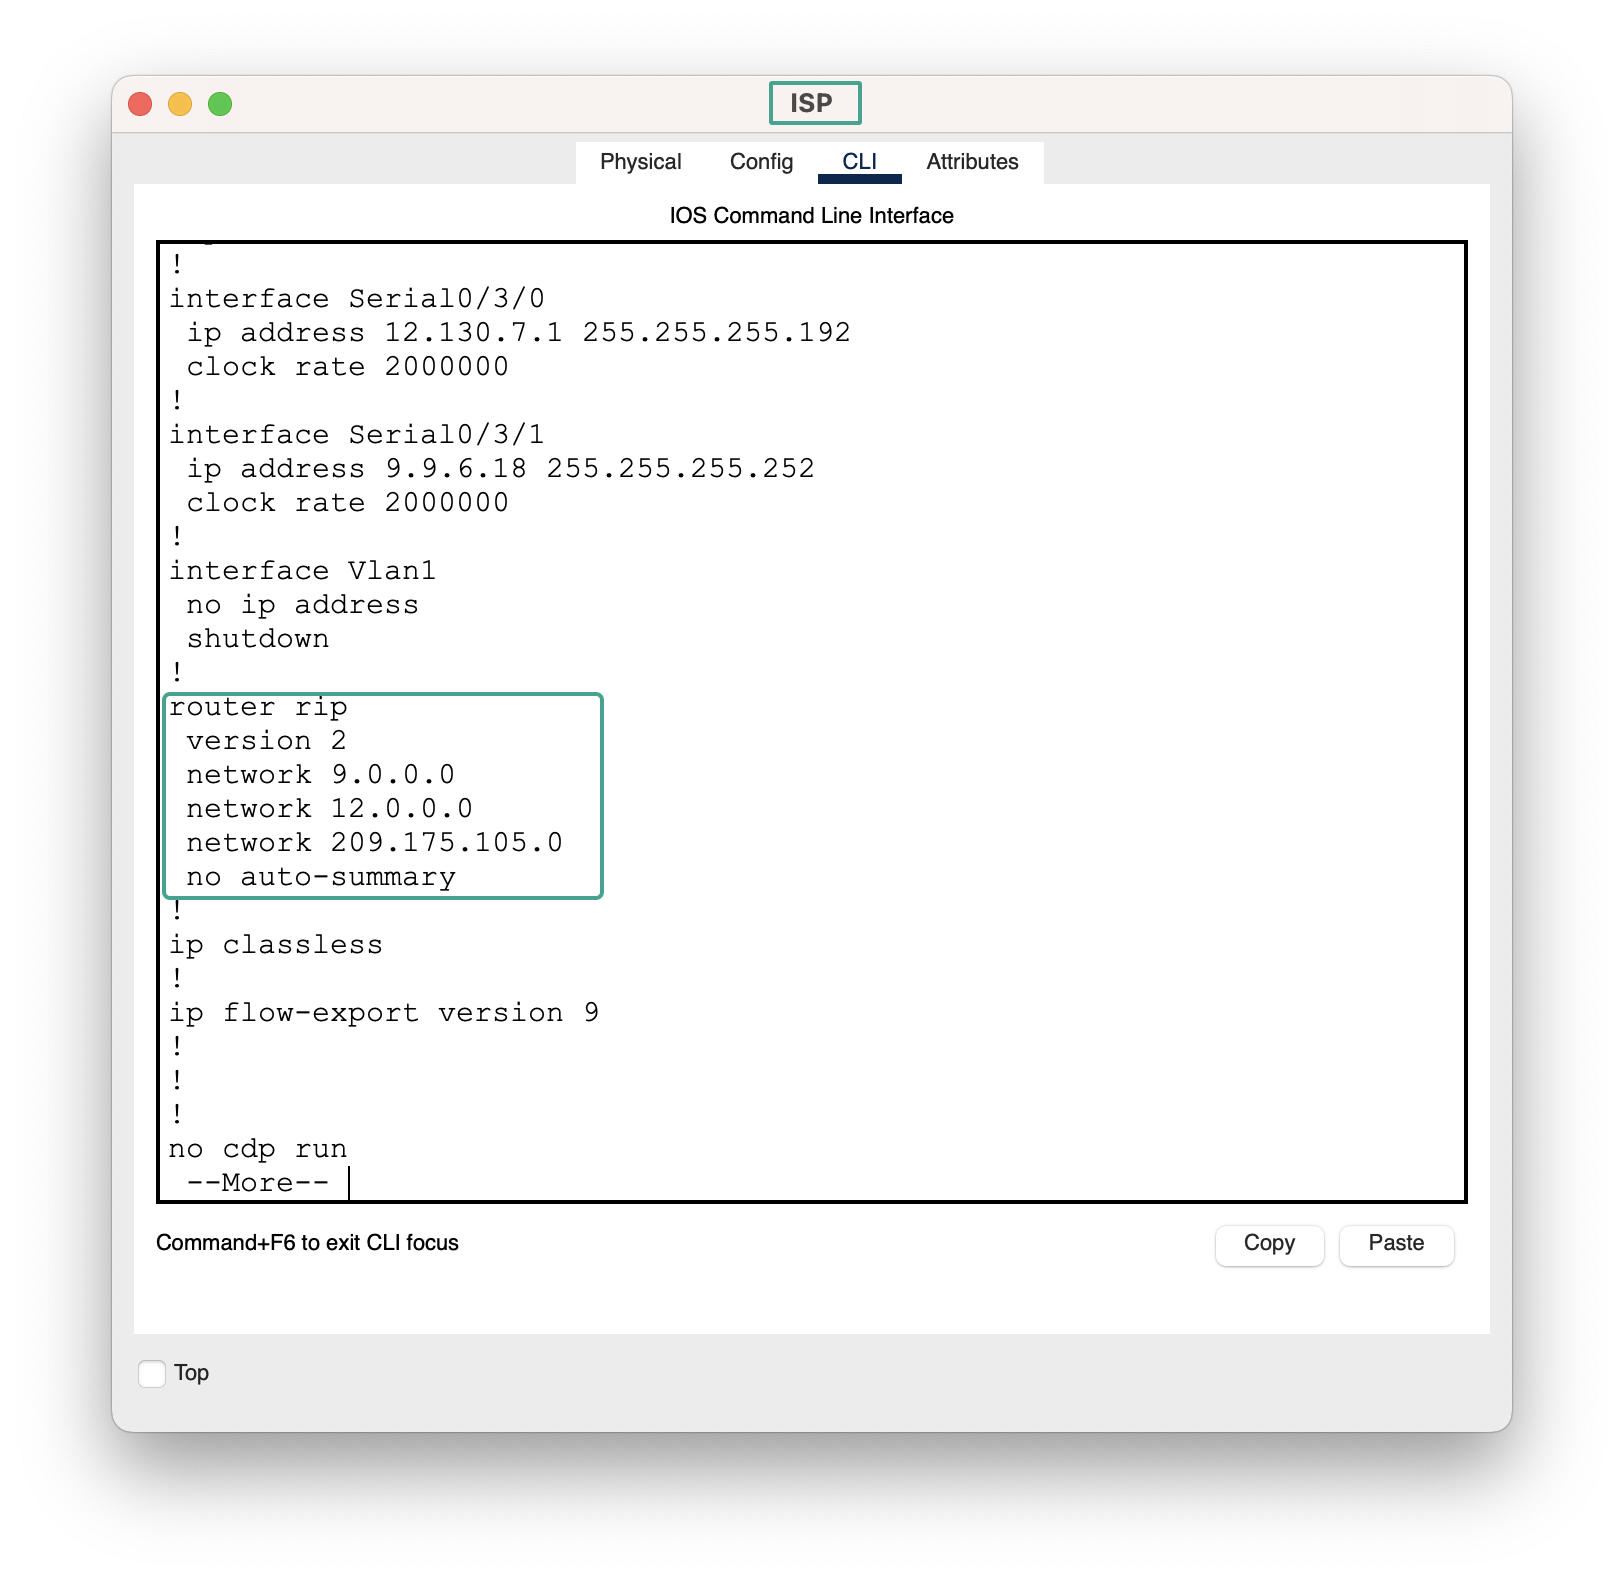 ISP
Physical Config CLI Attributes
IOS Command Line Interface
!
interface Serial0/3/0
 ip address 12.130.7.1 255.255.255.192
 clock rate 2000000
!
interface Serial0/3/1
 ip address 9.9.6.18 255.255.255.252
 clock rate 2000000
!
interface Vlan1
 no ip address
 shutdown
!
router rip
 version 2
 network 9.0.0.0
 network 12.0.0.0
 network 209.175.105.0
 no auto-summary
!
ip classless
!
ip flow-export version 9
!
!
!
no cdp run
 --More--
Command+F6 to exit CLI focus
Copy Paste
Top